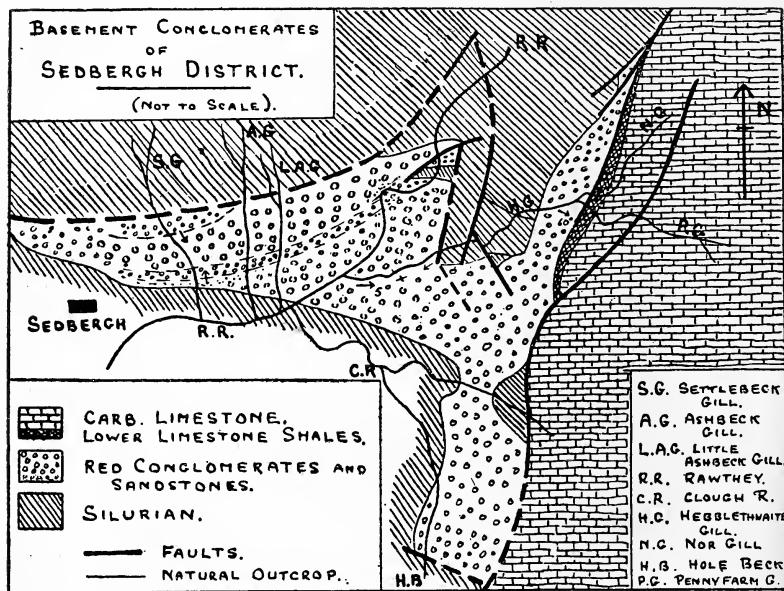 BASEMENT CONGLOMERATES
OF
SEDBERGH DISTRICT.
(NOT TO SCALE).
R.R.
A.G
S.G
L.A.G
N.G.
N
H.G.
P.G
SEDBERGH
R.R.
C.R
H.B
CARB. LIMESTONE.
LOWER LIMESTONE SHALES.
RED CONGLOMERATES AND
SANDSTONES.
SILURIAN.
FAULTS.
NATURAL OUTCROP.
S.G. SETTLEBECK
GILL.
A.G. ASHBECK
GILL.
L.A.G. LITTLE
ASHBECK GILL
R.R. RAWTHEY.
C.R. CLOUGH R.
H.G. HEBBLETHWAITE
GILL.
N.G. NOR GILL
H.B. HOLE BECK
P.G. PENNYFARM G.